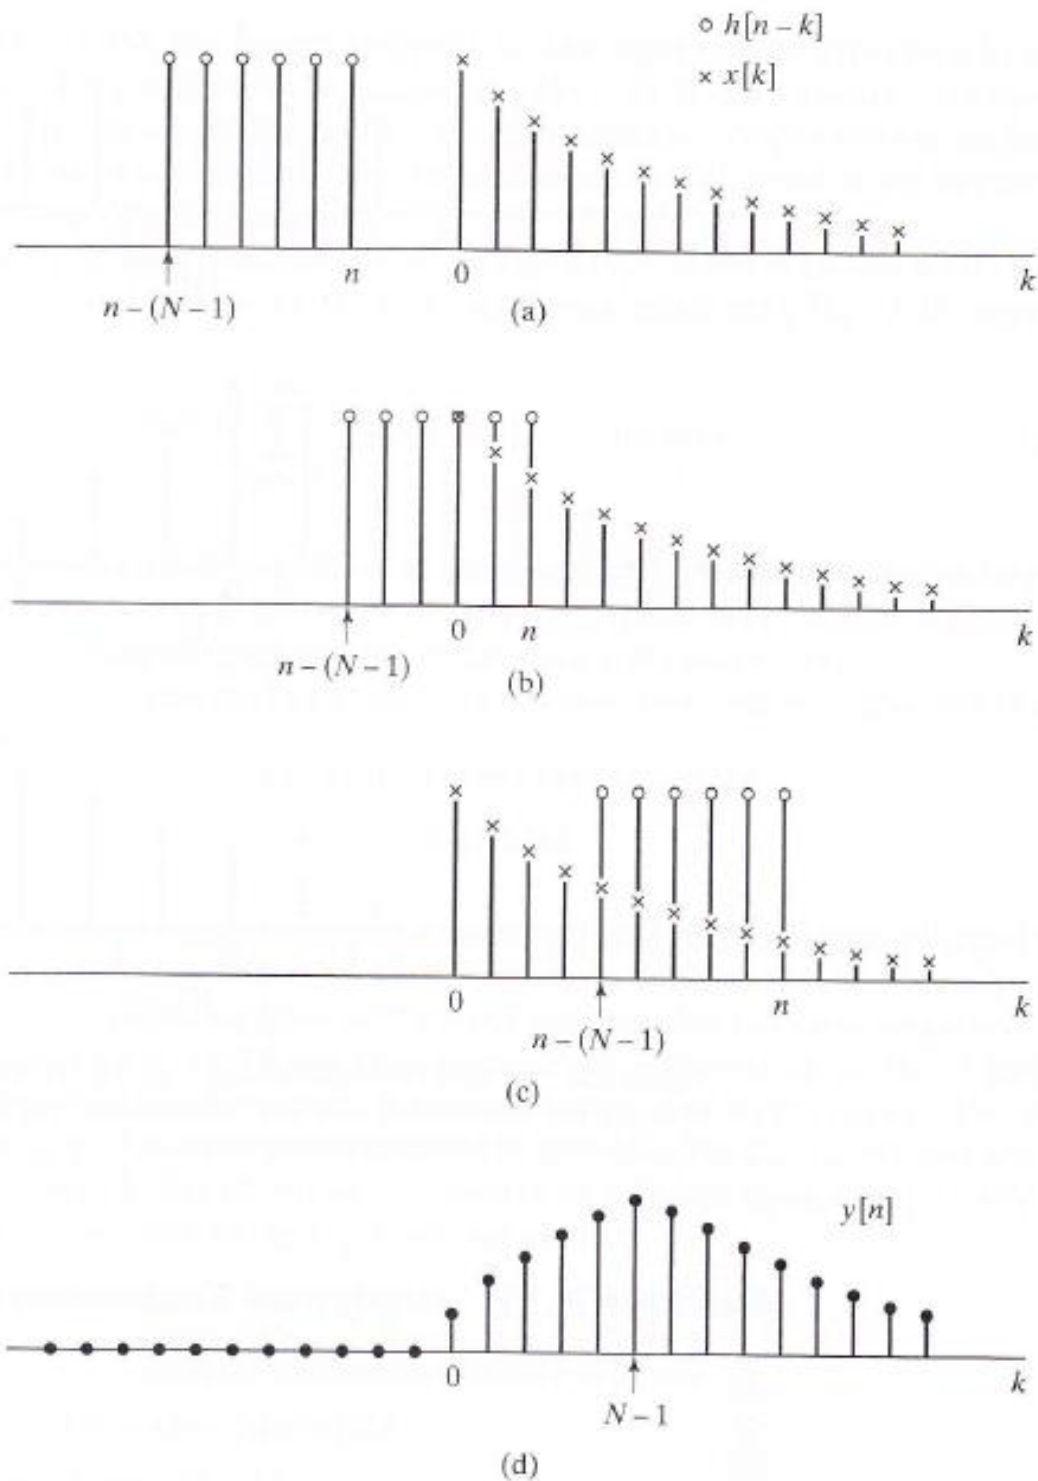 h[n – k]
x[k]
n 0 k
n – (N – 1)
(a)
0 n k
n – (N – 1)
(b)
0 n k
n – (N – 1)
(c)
y[n]
0 k
N – 1
(d)